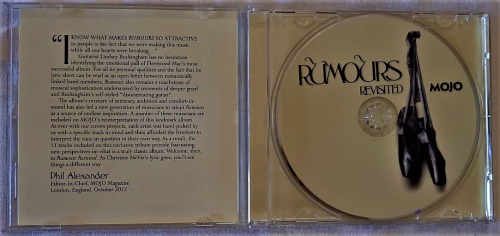 “I KNOW WHAT MAKES RUMOURS SO ATTRACTIVE
to people is the fact that we were making this music
while all our hearts were breaking...”
Guitarist Lindsey Buckingham has no hesitation
identifying the emotional pull of Fleetwood Mac's most
successful album. For all its personal qualities and the fact that its
lyric sheet can be read as an open letter between romantically
linked band members, Rumours also remains a touchstone of
musical sophistication underscored by moments of deeper grief
and Buckingham's self-styled “disorientating guitar”.
The album's mixture of intricacy, ambition and comfort-in-
sound has also led a new generation of musicians to adopt Rumours
as a source of endless inspiration. A number of these musicians are
included on MOJO's reinterpretation of this landmark album.
As ever with our covers projects, each artist was hand-picked by
us with a specific track in mind and then afforded the freedom to
interpret the tune in question in their own way. As a result, the
11 tracks included on this exclusive tribute provide fascinating
new perspectives on what is a truly classic album. Welcome, then,
to Rumours Revisited. As Christine McVie's lyric goes, you'll see
things a different way.
Phil Alexander
Editor-In-Chief, MOJO Magazine
London, England, October 2012
RUMOURS
REVISITED
MOJO